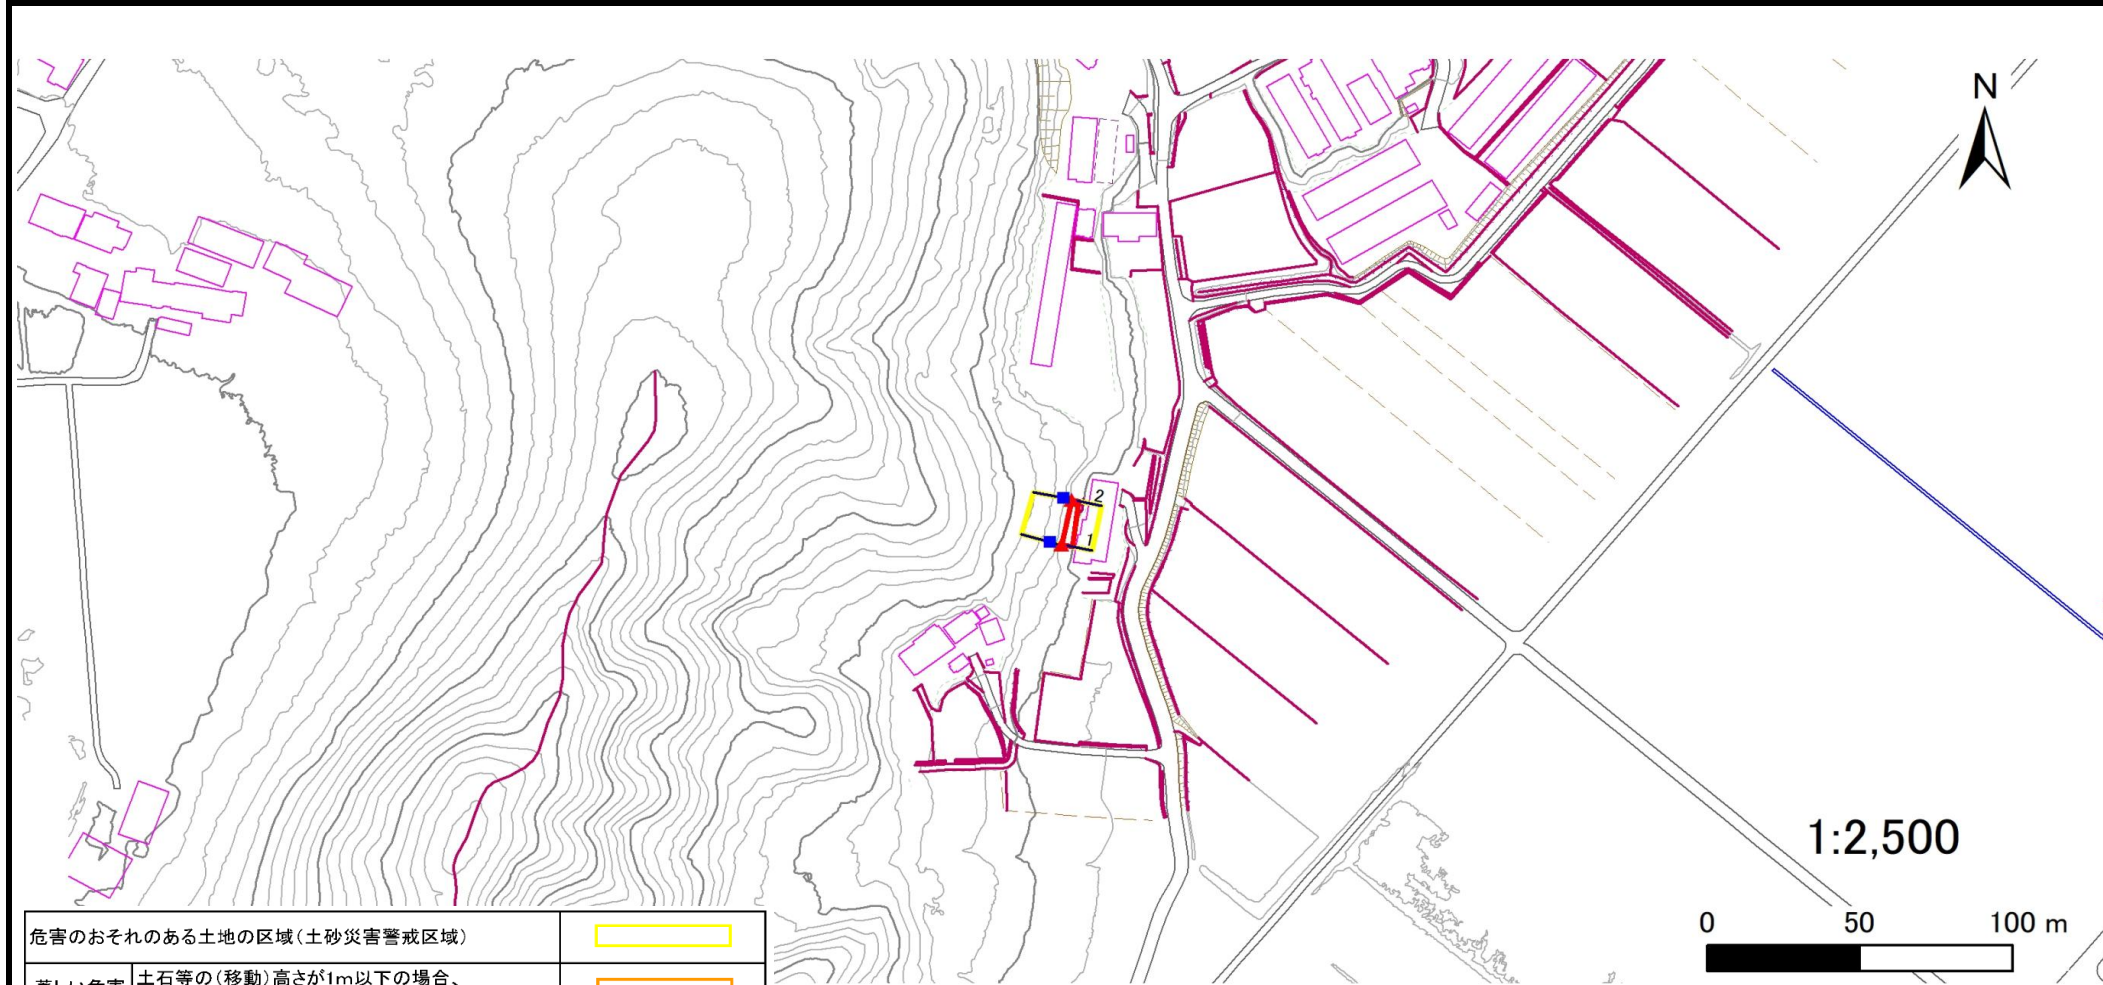 N
2
1
1:2,500
0 50 100 m
危害のおそれのある土地の区域(土砂災害警戒区域)
著しい危害
土石等の(移動)高さが1m以下の場合、